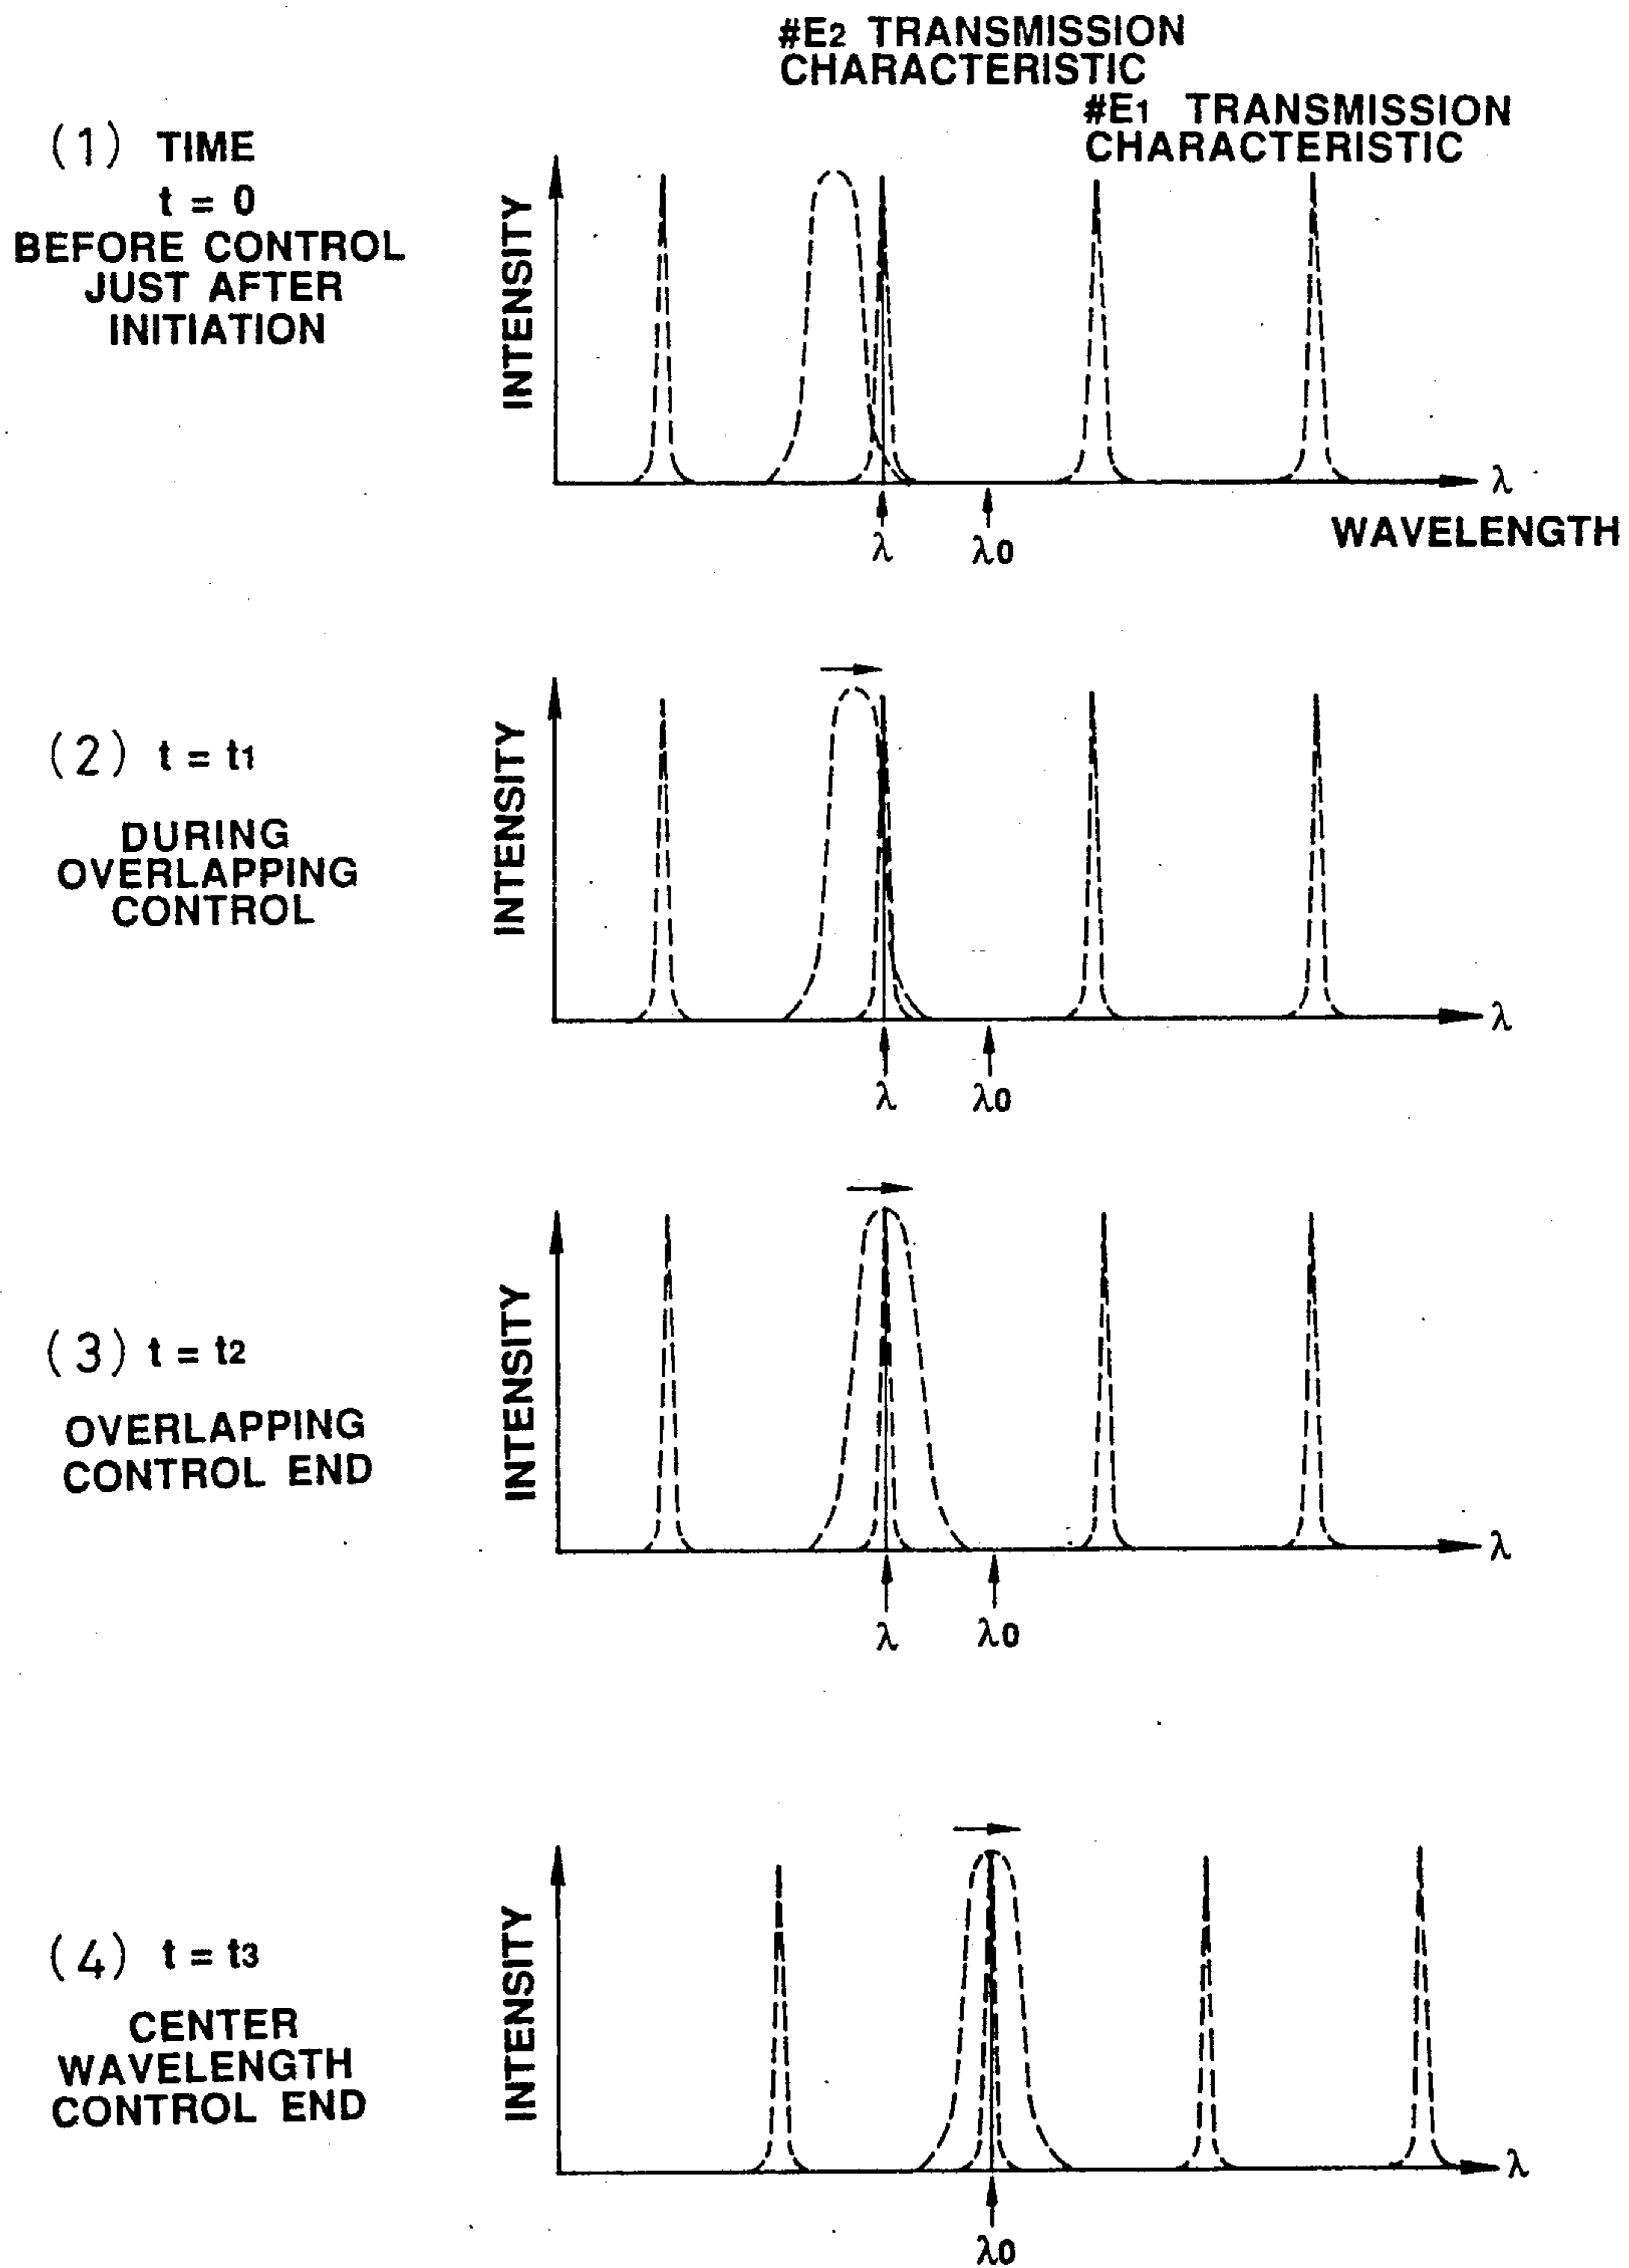 #E2 TRANSMISSION
CHARACTERISTIC
#E1 TRANSMISSION
CHARACTERISTIC
(1) TIME
t = 0
BEFORE CONTROL
JUST AFTER
INITIATION
INTENSITY
λ
λ
λ0
WAVELENGTH
(2) t = t1
DURING
OVERLAPPING
CONTROL
INTENSITY
λ
λ
λ0
(3) t = t2
OVERLAPPING
CONTROL END
INTENSITY
λ
λ
λ0
(4) t = t3
CENTER
WAVELENGTH
CONTROL END
INTENSITY
λ
λ0